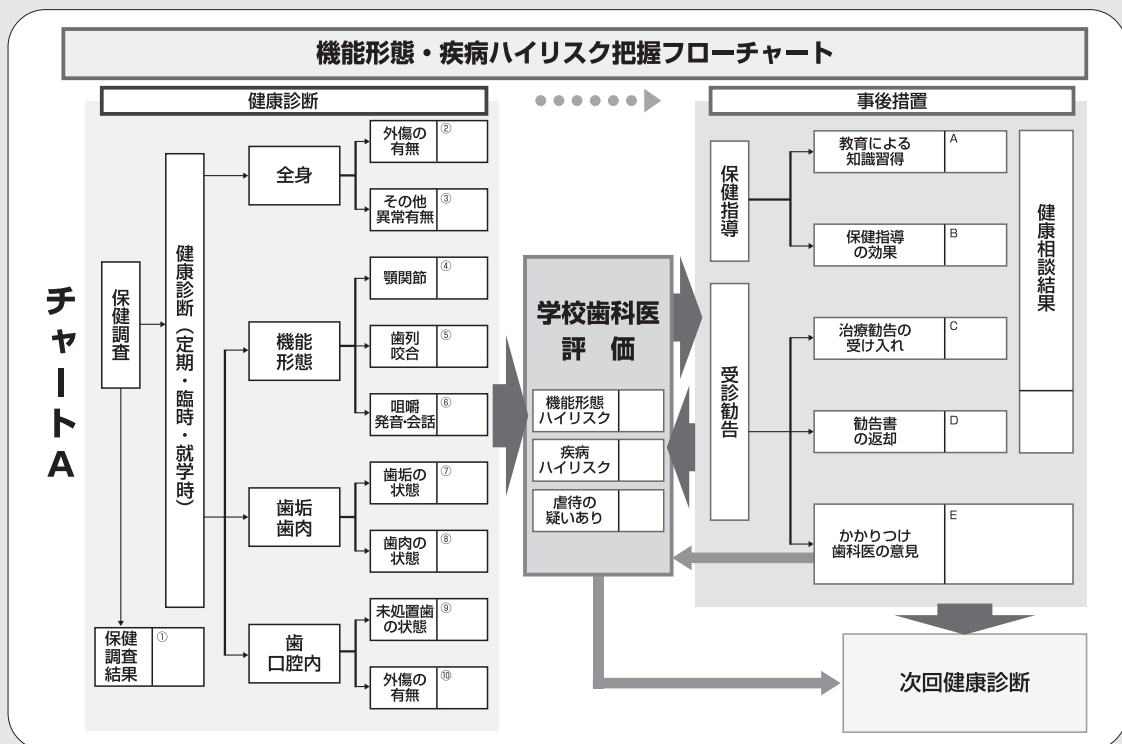 機能形態・疾病ハイリスク把握フローチャート
健康診断
事後措置
チャートA
保健調査
保健
調査
結果
①
健康診断（定期・臨時・就学時）
全身
外傷の
有無
②
その他
異常有無
③
機能
形態
顎関節
④
歯列
咬合
⑤
咀嚼
発音・会話
⑥
歯垢
歯肉
歯垢の
状態
⑦
歯肉の
状態
⑧
歯
口腔内
未処置歯
の状態
⑨
外傷の
有無
⑩
学校歯科医
評　価
機能形態
ハイリスク
疾病
ハイリスク
虐待の
疑いあり
保健指導
教育による
知識習得
A
保健指導
の効果
B
受診勧告
治療勧告の
受け入れ
C
勧告書
の返却
D
かかりつけ
歯科医の意見
E
健康相談結果
次回健康診断